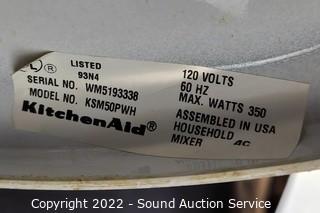 LISTED
93N4
SERIAL NO. WM5193338
MODEL NO. KSM50PWH
KitchenAid®
120 VOLTS
60 HZ
MAX. WATTS 350
ASSEMBLED IN USA
HOUSEHOLD
MIXER 4C
Copyright 2022 - Sound Auction Service